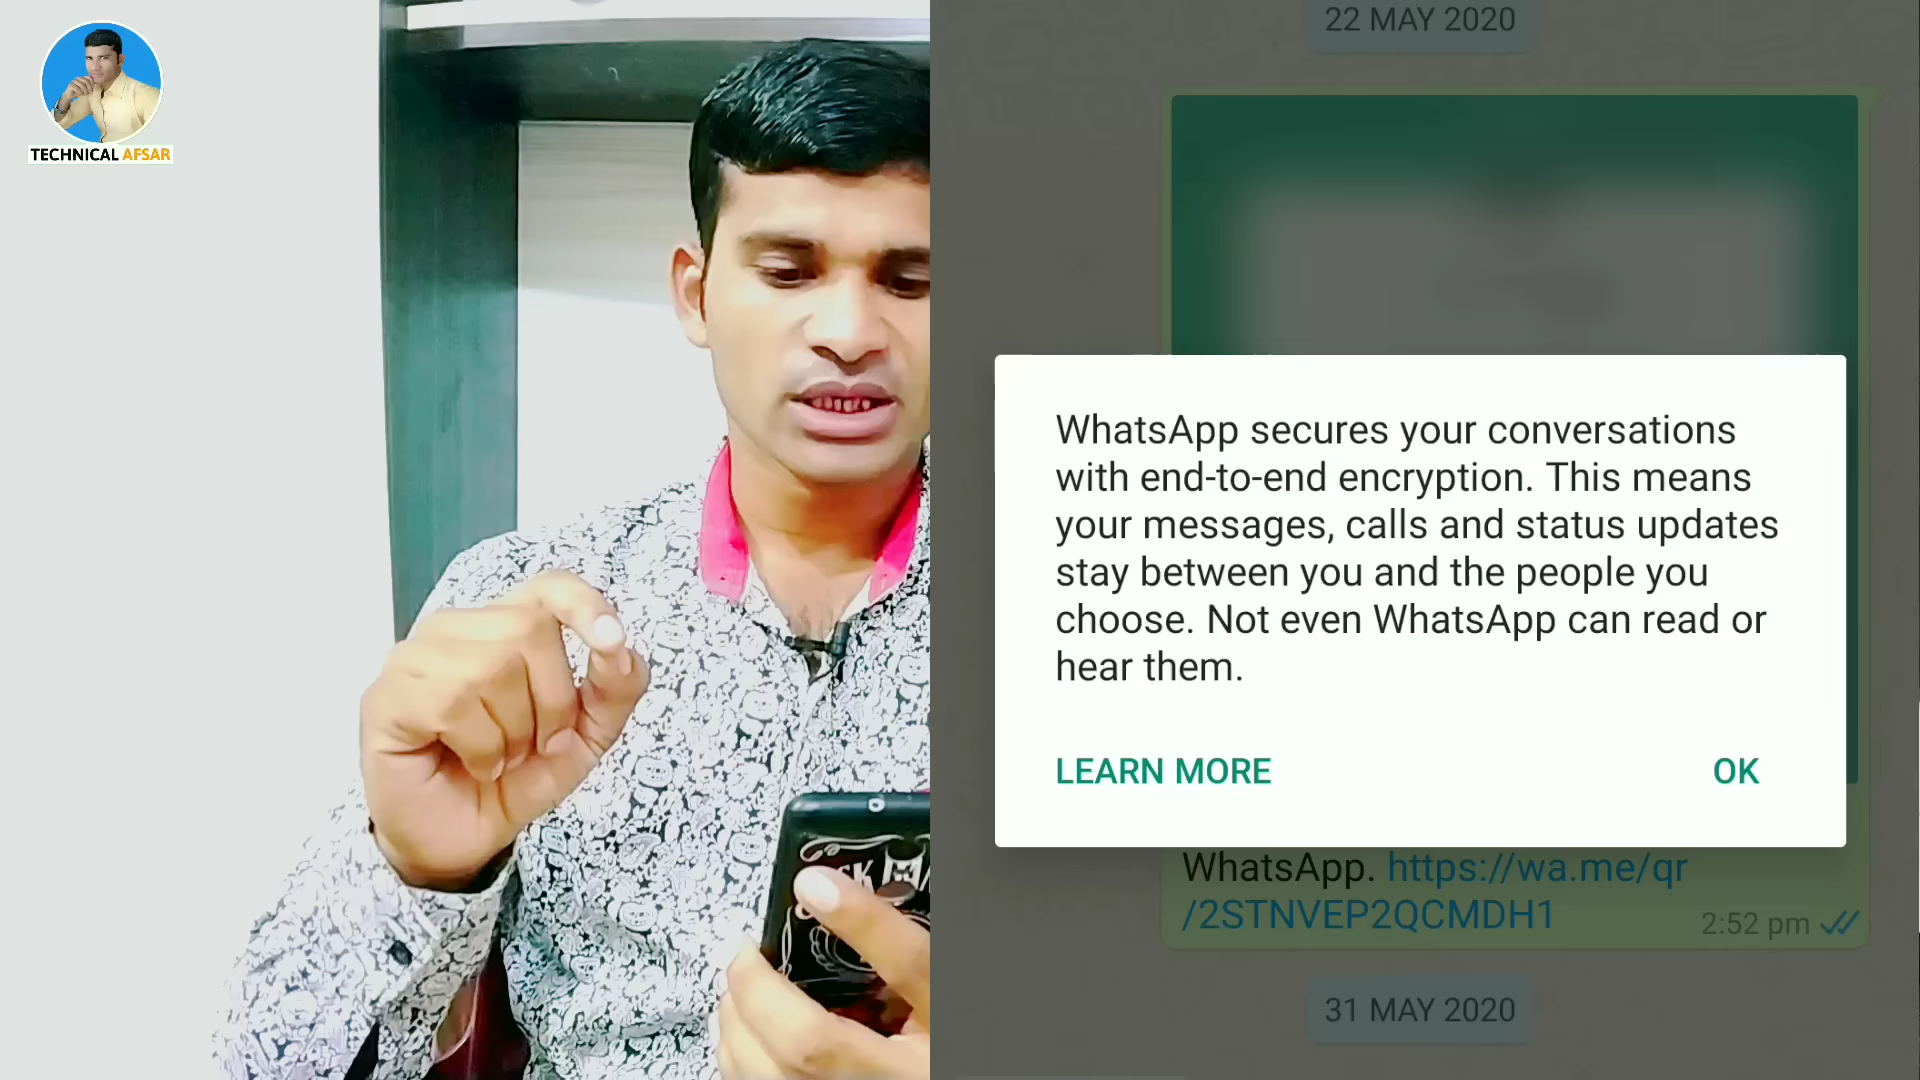 TECHNICAL AFSAR
22 MAY 2020
WhatsApp secures your conversations
with end-to-end encryption. This means
your messages, calls and status updates
stay between you and the people you
choose. Not even WhatsApp can read or
hear them.
LEARN MORE
OK
WhatsApp. https://wa.me/qr
/2STNVEP2QCMDH1
2:52 pm
31 MAY 2020